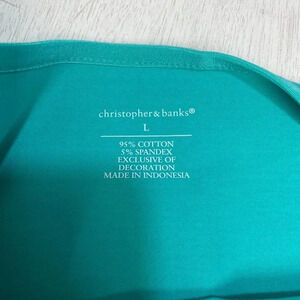 christopher & banks®
L
95% COTTON
5% SPANDEX
EXCLUSIVE OF
DECORATION
MADE IN INDONESIA